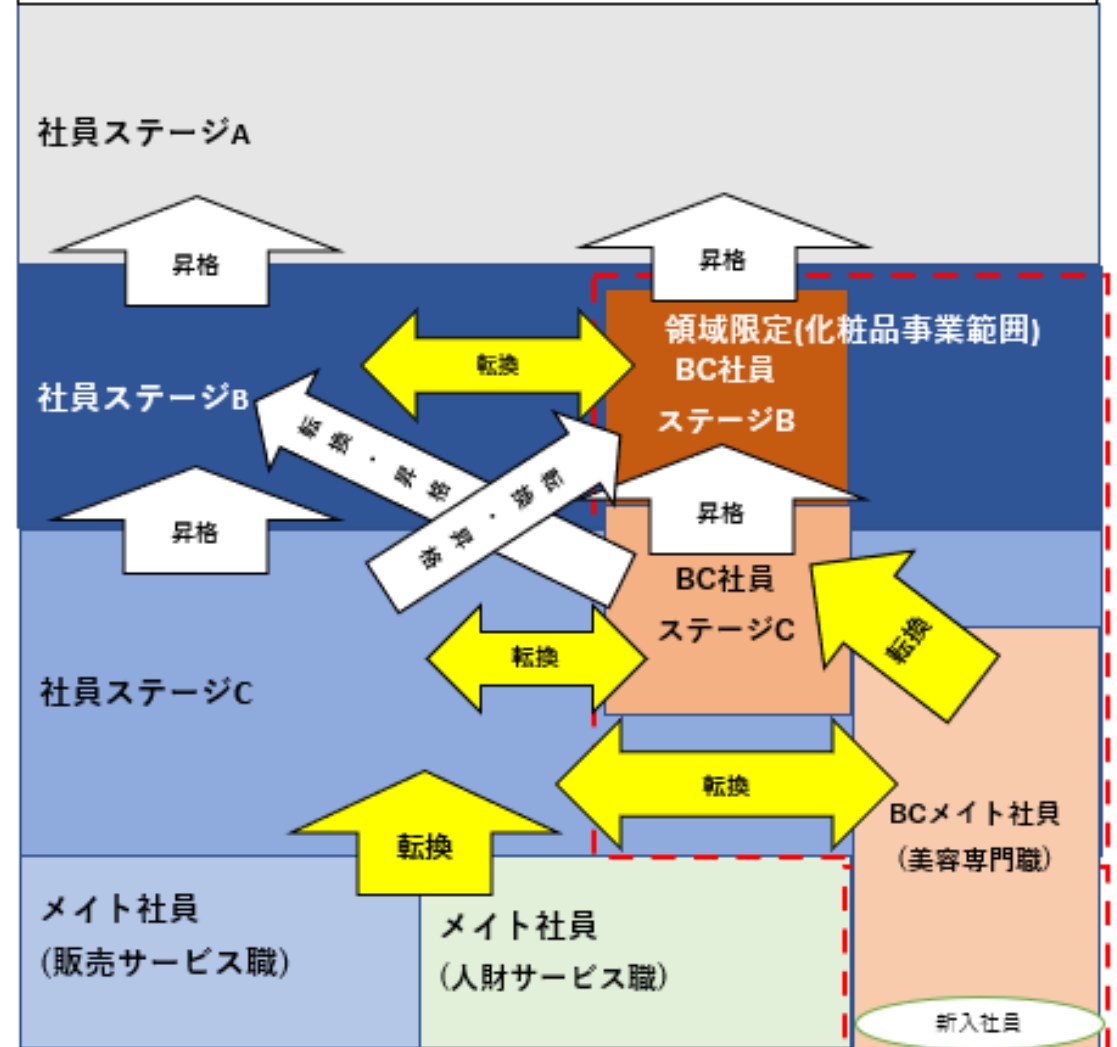 社員ステージA
昇格
昇格
領域限定(化粧品事業範囲)
転換
BC社員
社員ステージB
ステージB
転換・昇格
転換・昇格
昇格
昇格
BC社員
ステージC
転換
転換
社員ステージC
転換
BCメイト社員
(美容専門職)
転換
メイト社員
(販売サービス職)
メイト社員
(人財サービス職)
新入社員